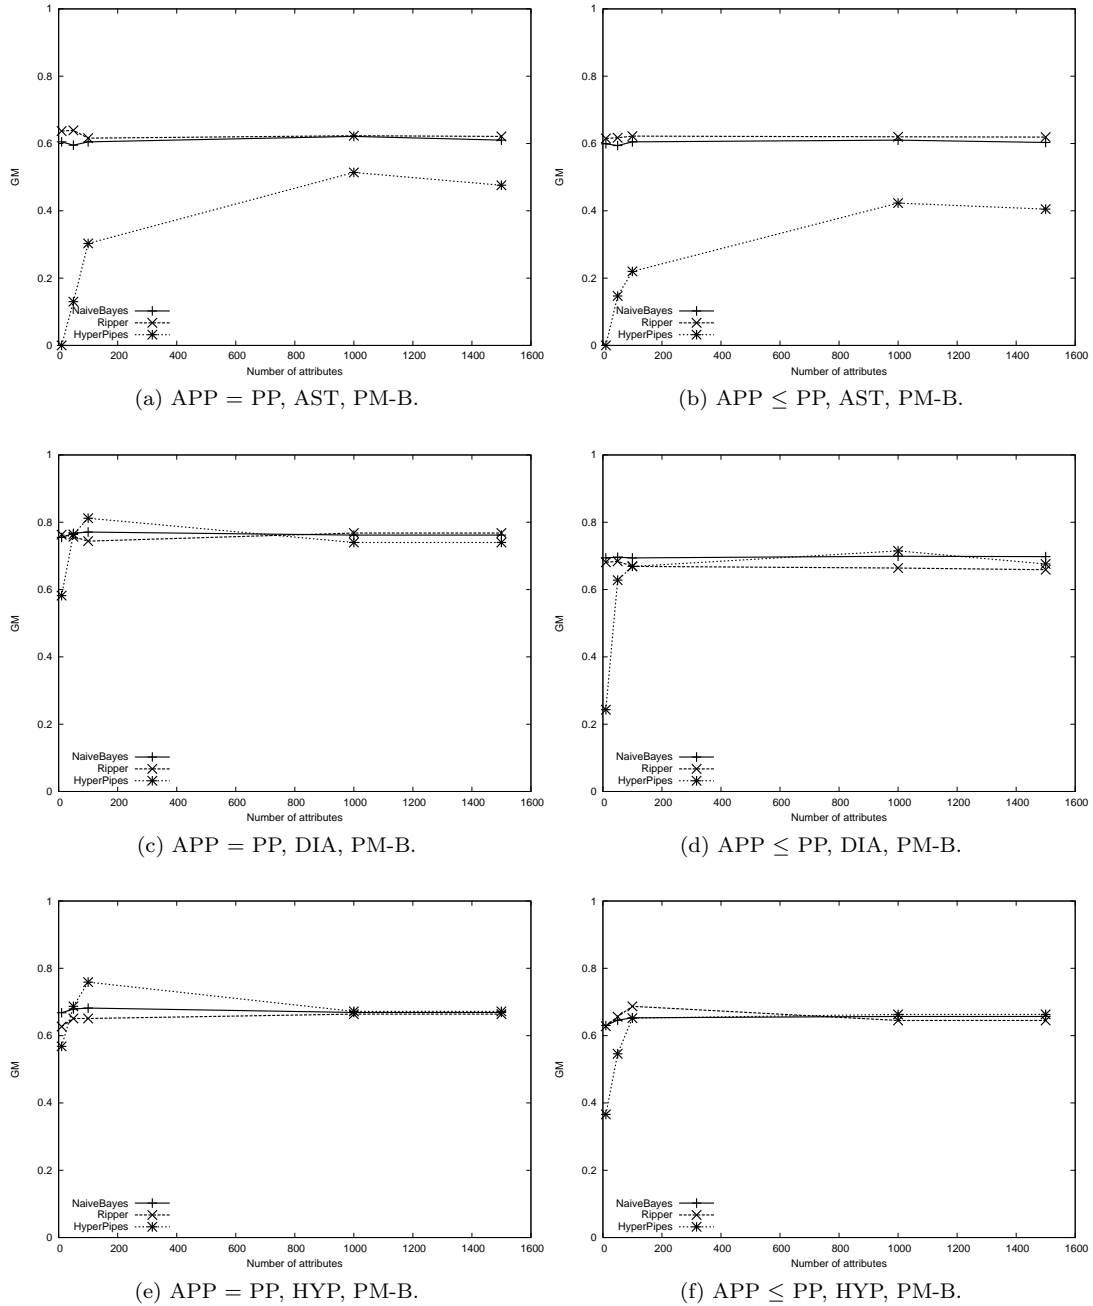 1
0.8
0.6
GM
0.4
0.2
0
NaiveBayes
Ripper
HyperPipes
0 200 400 600 800 1000 1200 1400 1600
Number of attributes
(a) APP = PP, AST, PM-B.
1
0.8
0.6
GM
0.4
0.2
0
NaiveBayes
Ripper
HyperPipes
0 200 400 600 800 1000 1200 1400 1600
Number of attributes
(b) APP ≤ PP, AST, PM-B.
1
0.8
0.6
GM
0.4
0.2
0
NaiveBayes
Ripper
HyperPipes
0 200 400 600 800 1000 1200 1400 1600
Number of attributes
(c) APP = PP, DIA, PM-B.
1
0.8
0.6
GM
0.4
0.2
0
NaiveBayes
Ripper
HyperPipes
0 200 400 600 800 1000 1200 1400 1600
Number of attributes
(d) APP ≤ PP, DIA, PM-B.
1
0.8
0.6
GM
0.4
0.2
0
NaiveBayes
Ripper
HyperPipes
0 200 400 600 800 1000 1200 1400 1600
Number of attributes
(e) APP = PP, HYP, PM-B.
1
0.8
0.6
GM
0.4
0.2
0
NaiveBayes
Ripper
HyperPipes
0 200 400 600 800 1000 1200 1400 1600
Number of attributes
(f) APP ≤ PP, HYP, PM-B.